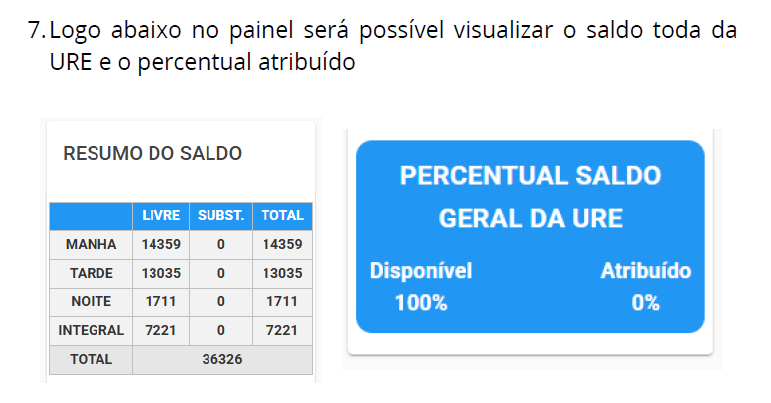 7. Logo abaixo no painel será possível visualizar o saldo toda da
URE e o percentual atribuído
RESUMO DO SALDO
LIVRE SUBST. TOTAL
MANHA 14359 0 14359
TARDE 13035 0 13035
NOITE 1711 0 1711
INTEGRAL 7221 0 7221
TOTAL 36326
PERCENTUAL SALDO
GERAL DA URE
Disponível Atribuído
100% 0%